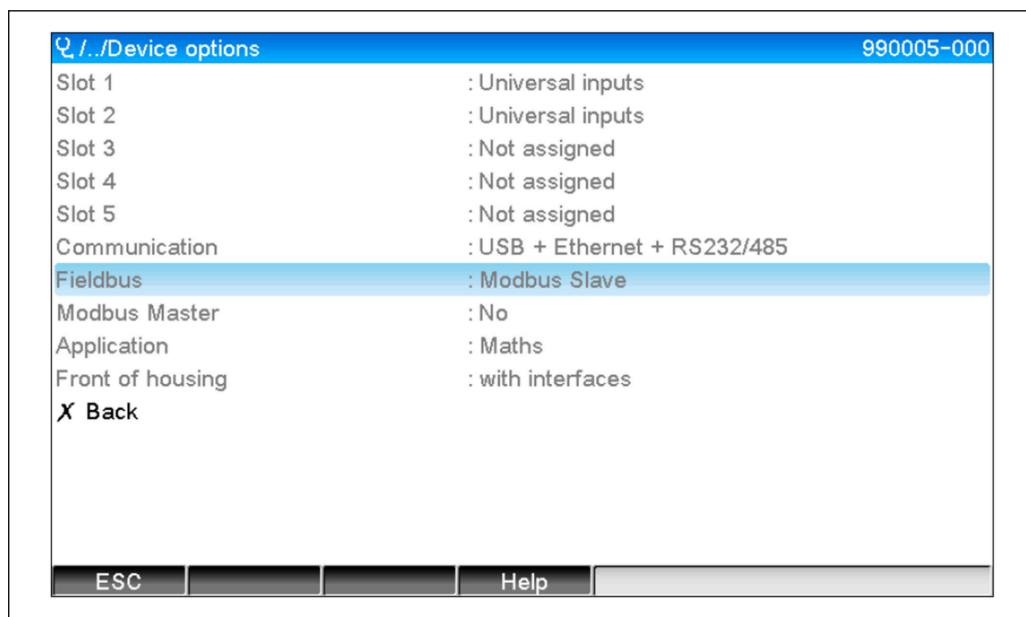 /../Device options 990005-000
Slot 1 : Universal inputs
Slot 2 : Universal inputs
Slot 3 : Not assigned
Slot 4 : Not assigned
Slot 5 : Not assigned
Communication : USB + Ethernet + RS232/485
Fieldbus : Modbus Slave
Modbus Master : No
Application : Maths
Front of housing : with interfaces
X Back
ESC Help